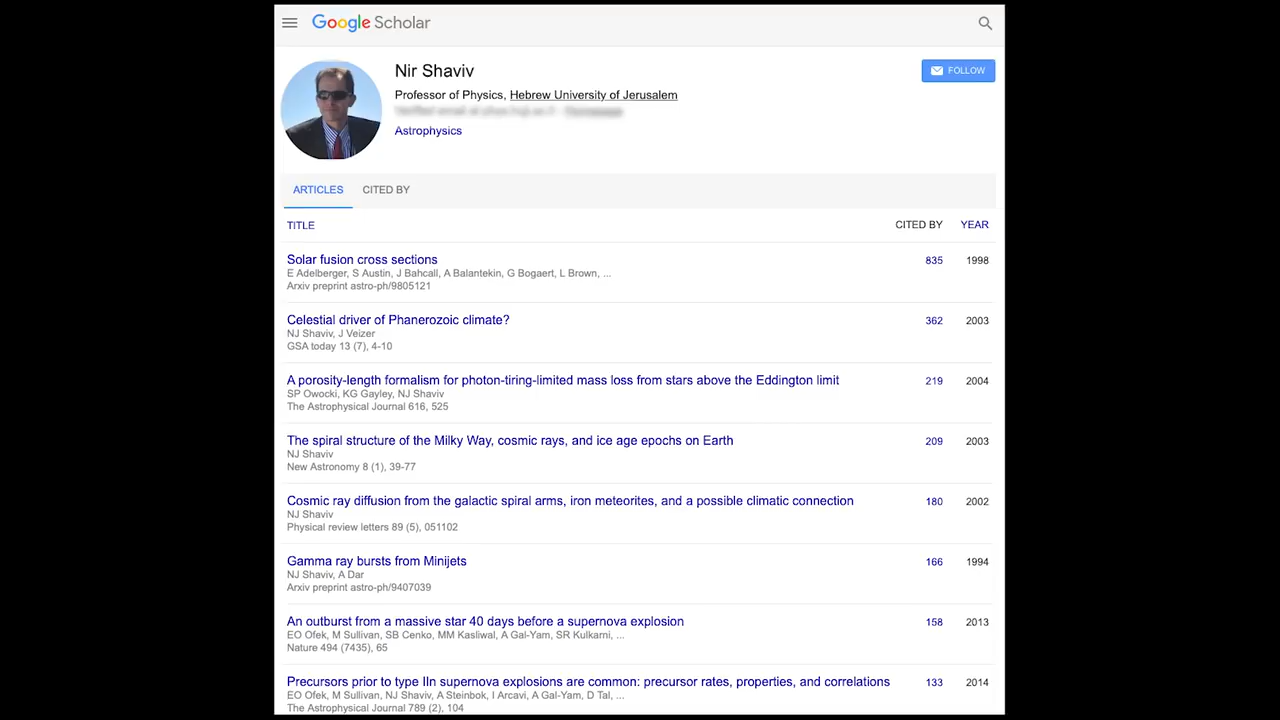 Google Scholar
Nir Shaviv
FOLLOW
Professor of Physics, Hebrew University of Jerusalem
Astrophysics
ARTICLES CITED BY
TITLE CITED BY YEAR
Solar fusion cross sections 835 1998
E Adelberger, S Austin, J Bahcall, A Balantekin, G Bogaert, L Brown, ...
Arxiv preprint astro-ph/9805121
Celestial driver of Phanerozoic climate? 362 2003
NJ Shaviv, J Veizer
GSA today 13 (7), 4-10
A porosity-length formalism for photon-tiring-limited mass loss from stars above the Eddington limit 219 2004
SP Owocki, KG Gayley, NJ Shaviv
The Astrophysical Journal 616, 525
The spiral structure of the Milky Way, cosmic rays, and ice age epochs on Earth 209 2003
NJ Shaviv
New Astronomy 8 (1), 39-77
Cosmic ray diffusion from the galactic spiral arms, iron meteorites, and a possible climatic connection 180 2002
NJ Shaviv
Physical review letters 89 (5), 051102
Gamma ray bursts from Minijets 166 1994
NJ Shaviv, A Dar
Arxiv preprint astro-ph/9407039
An outburst from a massive star 40 days before a supernova explosion 158 2013
EO Ofek, M Sullivan, SB Cenko, MM Kasliwal, A Gal-Yam, SR Kulkarni, ...
Nature 494 (7435), 65
Precursors prior to type IIn supernova explosions are common: precursor rates, properties, and correlations 133 2014
EO Ofek, M Sullivan, NJ Shaviv, A Steinbok, I Arcavi, A Gal-Yam, D Tal, ...
The Astrophysical Journal 789 (2), 104